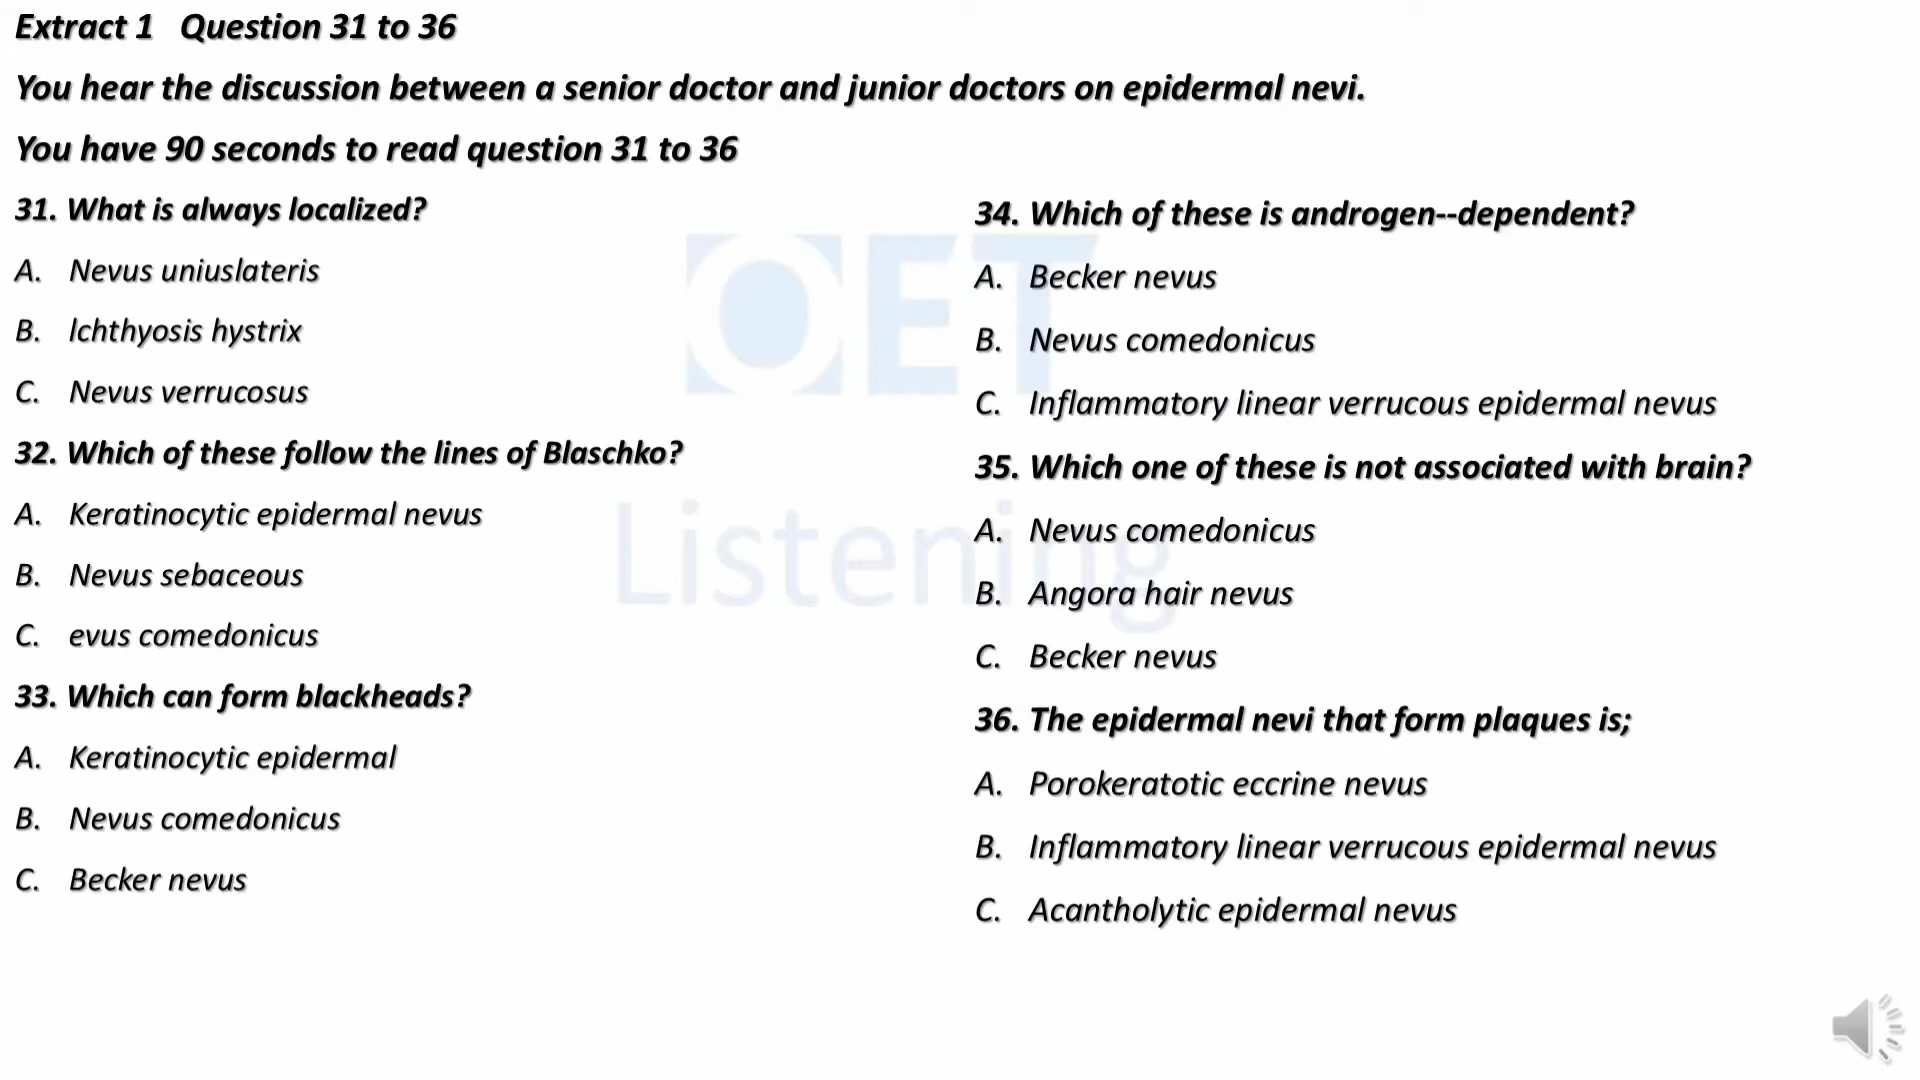 Extract 1   Question 31 to 36
You hear the discussion between a senior doctor and junior doctors on epidermal nevi.
You have 90 seconds to read question 31 to 36
31. What is always localized?
A. Nevus uniuslateris
B. lchthyosis hystrix
C. Nevus verrucosus
32. Which of these follow the lines of Blaschko?
A. Keratinocytic epidermal nevus
B. Nevus sebaceous
C. evus comedonicus
33. Which can form blackheads?
A. Keratinocytic epidermal
B. Nevus comedonicus
C. Becker nevus
34. Which of these is androgen--dependent?
A. Becker nevus
B. Nevus comedonicus
C. Inflammatory linear verrucous epidermal nevus
35. Which one of these is not associated with brain?
A. Nevus comedonicus
B. Angora hair nevus
C. Becker nevus
36. The epidermal nevi that form plaques is;
A. Porokeratotic eccrine nevus
B. Inflammatory linear verrucous epidermal nevus
C. Acantholytic epidermal nevus
OET
Listening